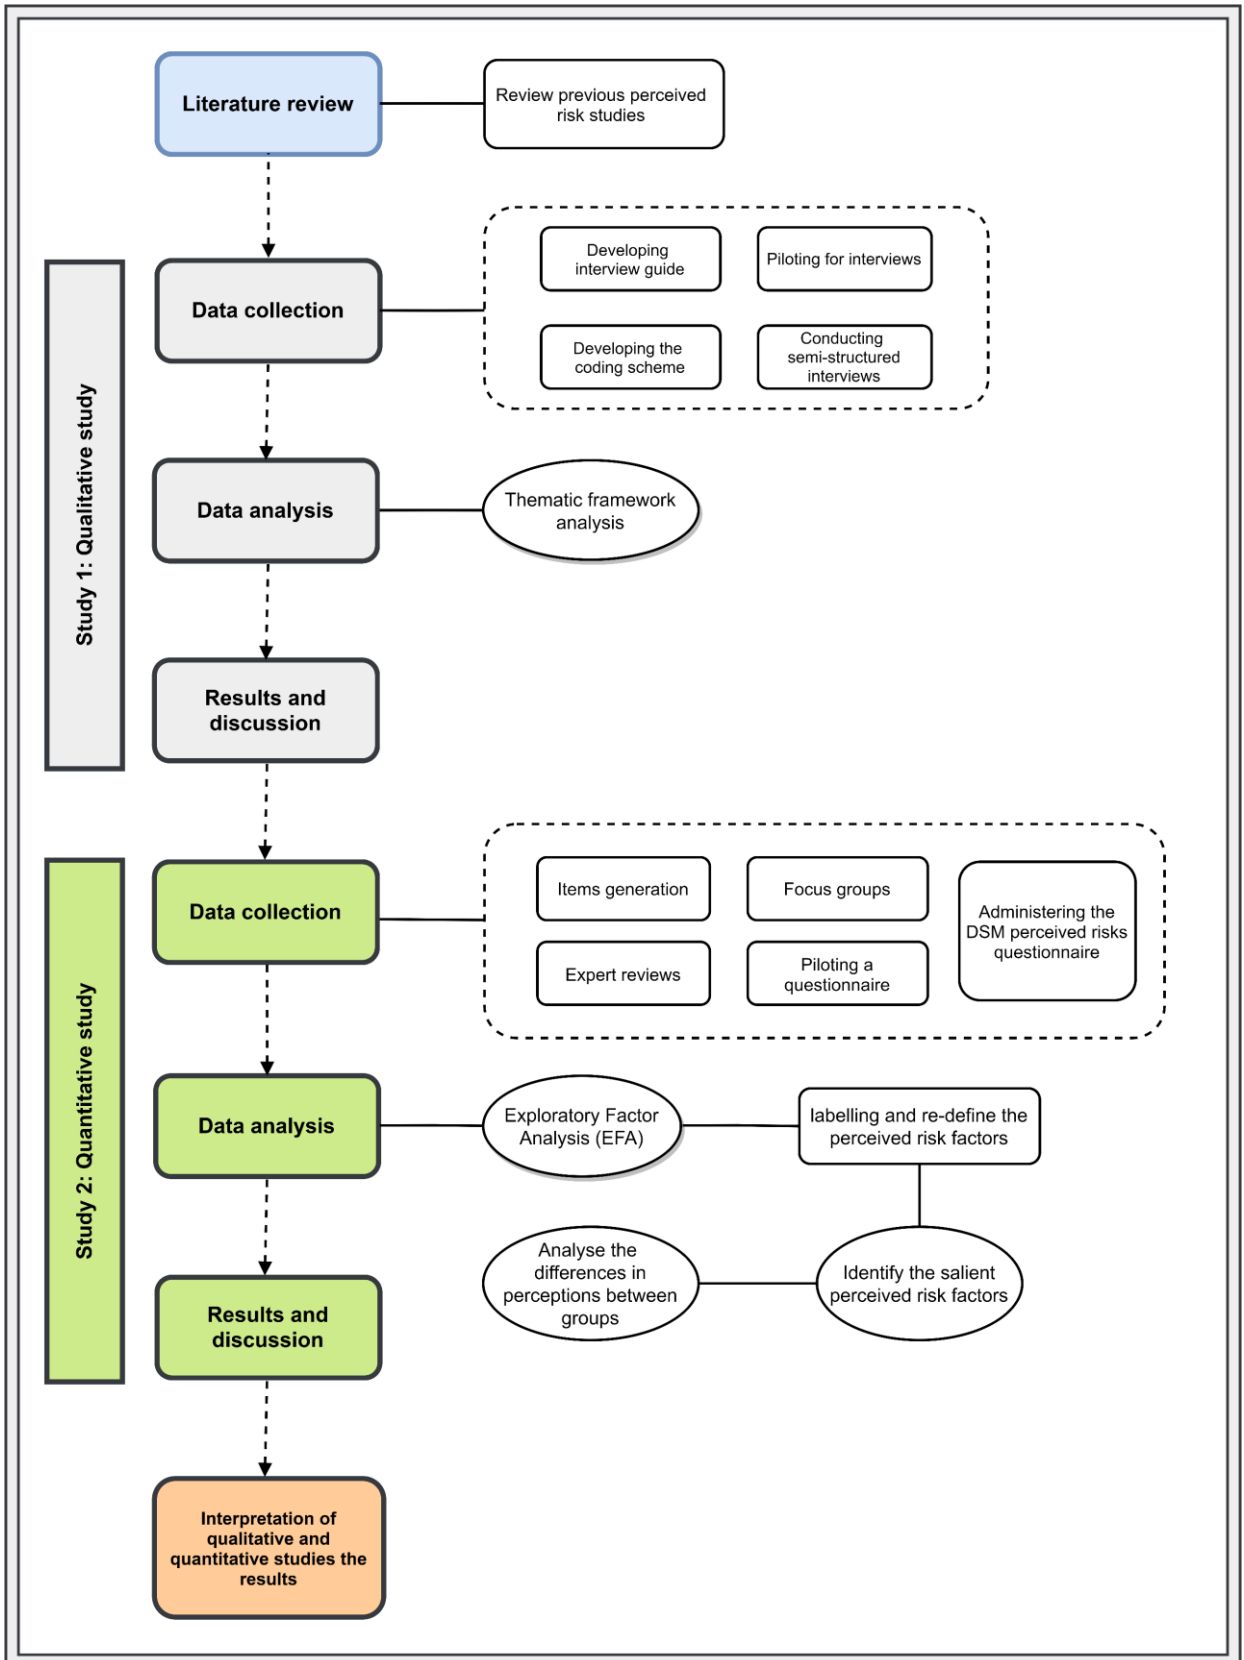 Literature review
Review previous perceived
risk studies
Study 1: Qualitative study
Data collection
Developing
interview guide
Piloting for interviews
Developing the
coding scheme
Conducting
semi-structured
interviews
Data analysis
Thematic framework
analysis
Results and
discussion
Study 2: Quantitative study
Data collection
Items generation
Focus groups
Administering the
DSM perceived risks
questionnaire
Expert reviews
Piloting a
questionnaire
Data analysis
Exploratory Factor
Analysis (EFA)
labelling and re-define the
perceived risk factors
Analyse the
differences in
perceptions between
groups
Identify the salient
perceived risk factors
Results and
discussion
Interpretation of
qualitative and
quantitative studies the
results